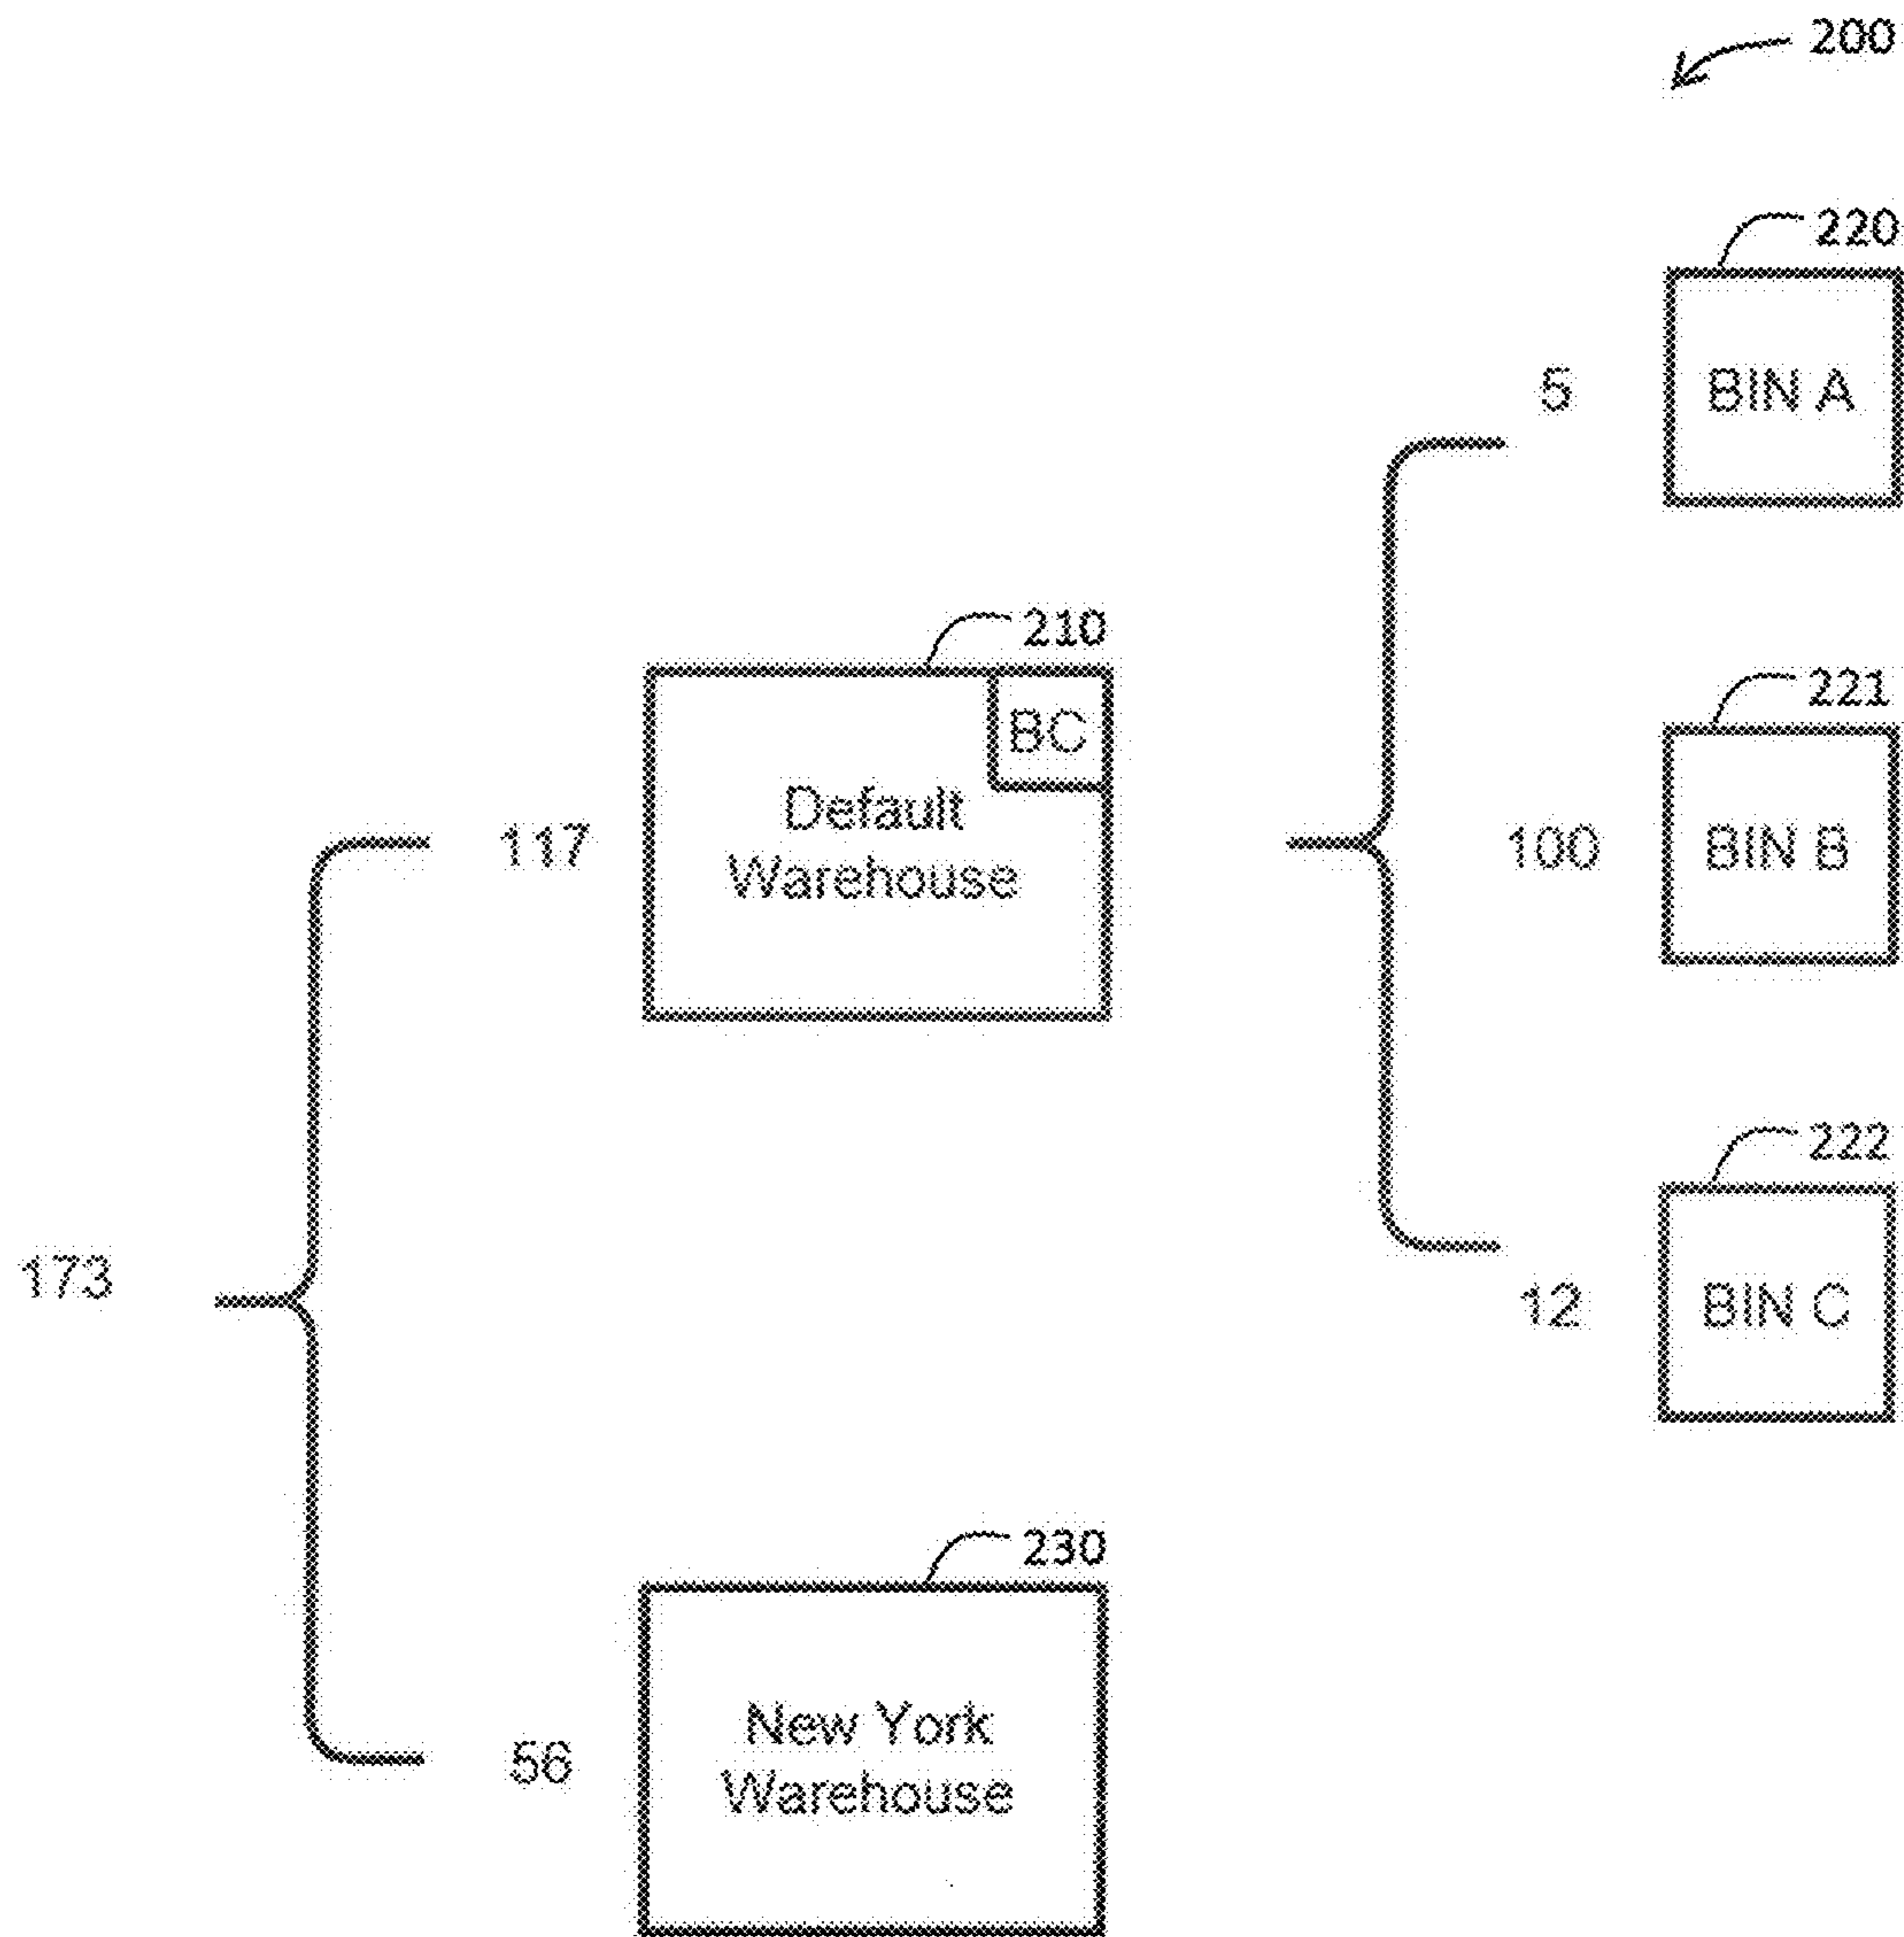 200
220
5
BIN A
210
BC
Default
Warehouse
117
221
100
BIN B
222
12
BIN C
173
230
56
New York
Warehouse